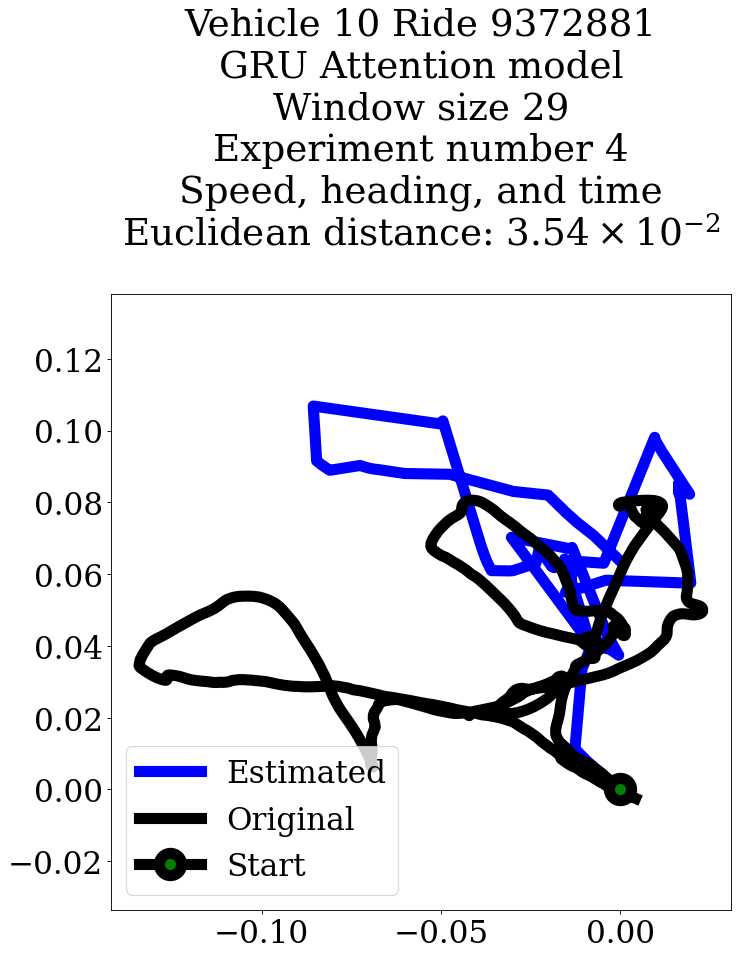 Vehicle 10 Ride 9372881
GRU Attention model
Window size 29
Experiment number 4
Speed, heading, and time
Euclidean distance: 3.54 × 10⁻²
0.12
0.10
0.08
0.06
0.04
0.02
0.00
−0.02
Estimated
Original
Start
−0.10
−0.05
0.00